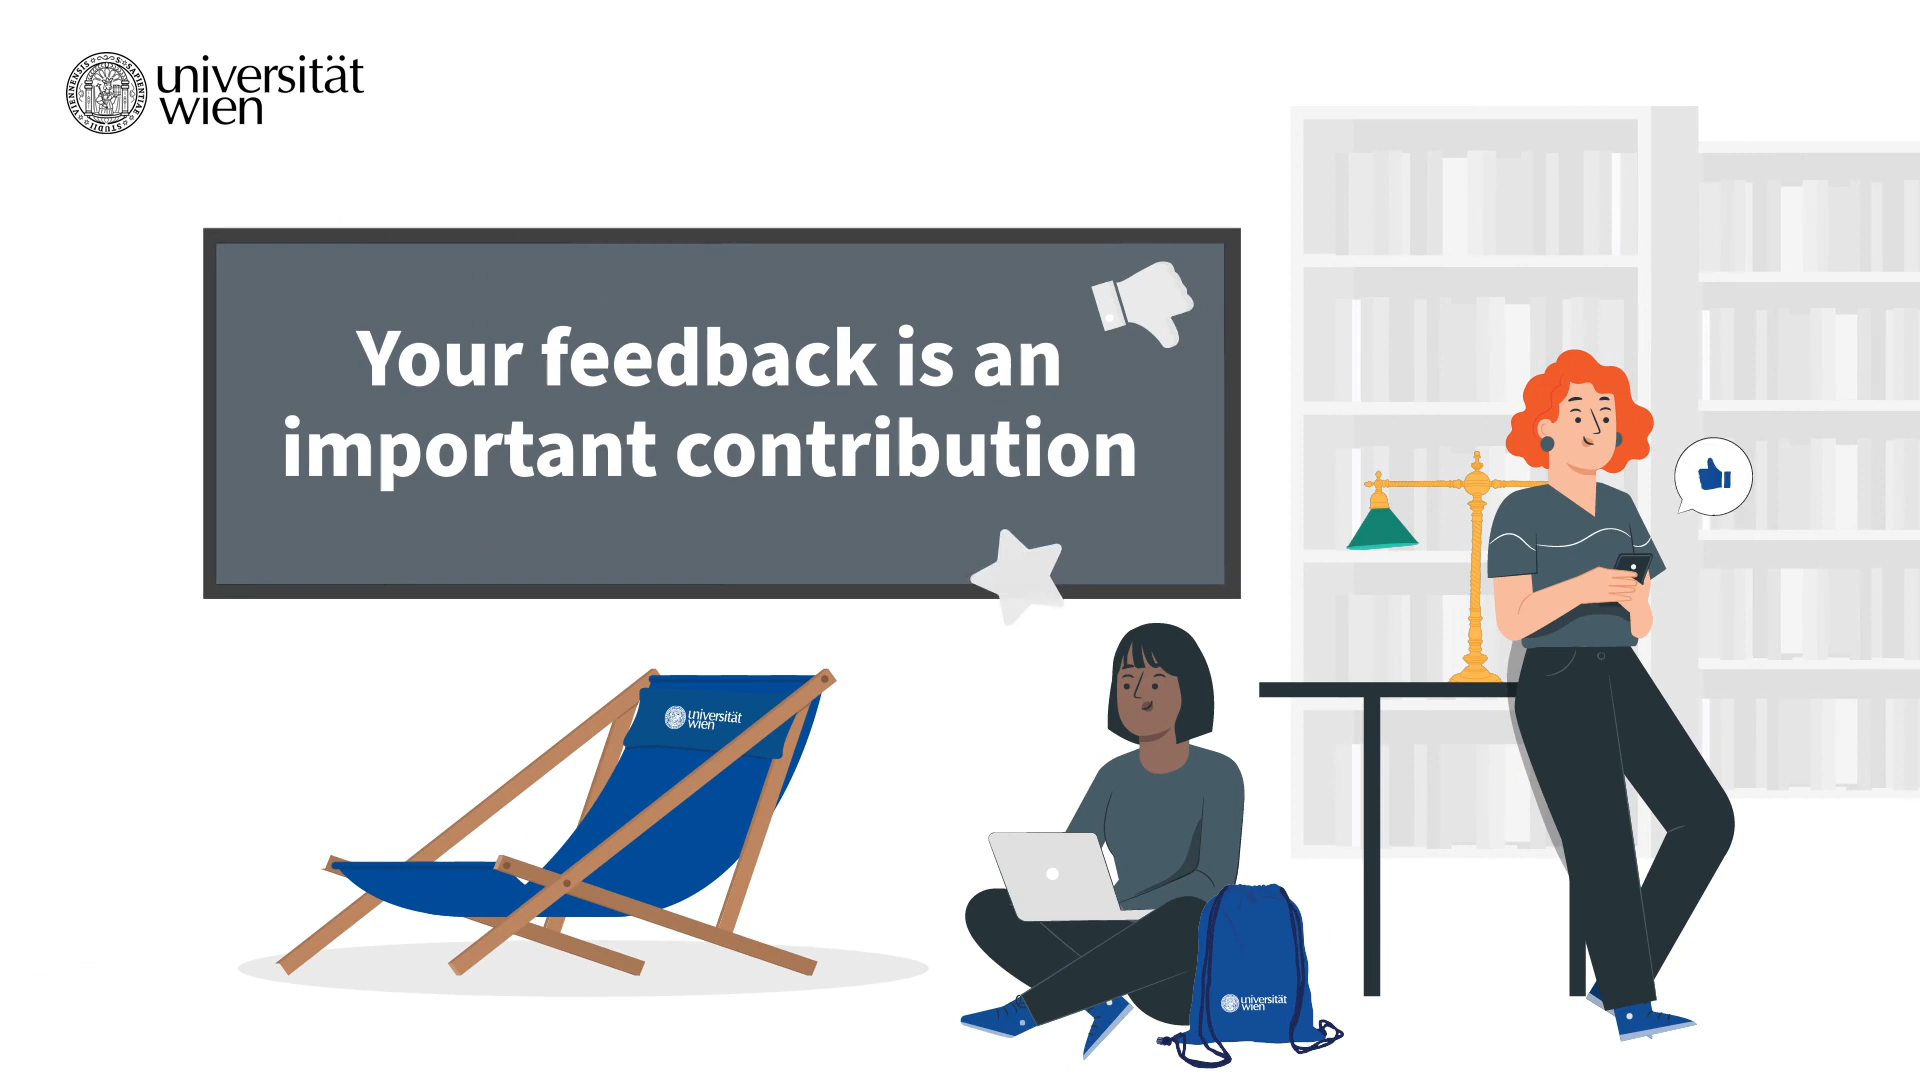 universität
wien
Your feedback is an
important contribution
universität
wien
universität
wien